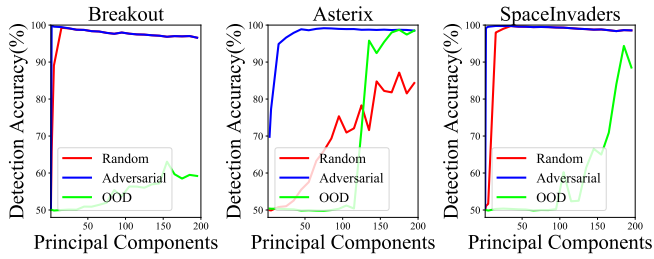 Breakout
Detection Accuracy(%)
100
90
80
70
60
50
Random
Adversarial
OOD
50
100
150
200
Principal Components
Asterix
Detection Accuracy(%)
100
90
80
70
60
50
Random
Adversarial
OOD
50
100
150
200
Principal Components
SpaceInvaders
Detection Accuracy(%)
100
90
80
70
60
50
Random
Adversarial
OOD
50
100
150
200
Principal Components